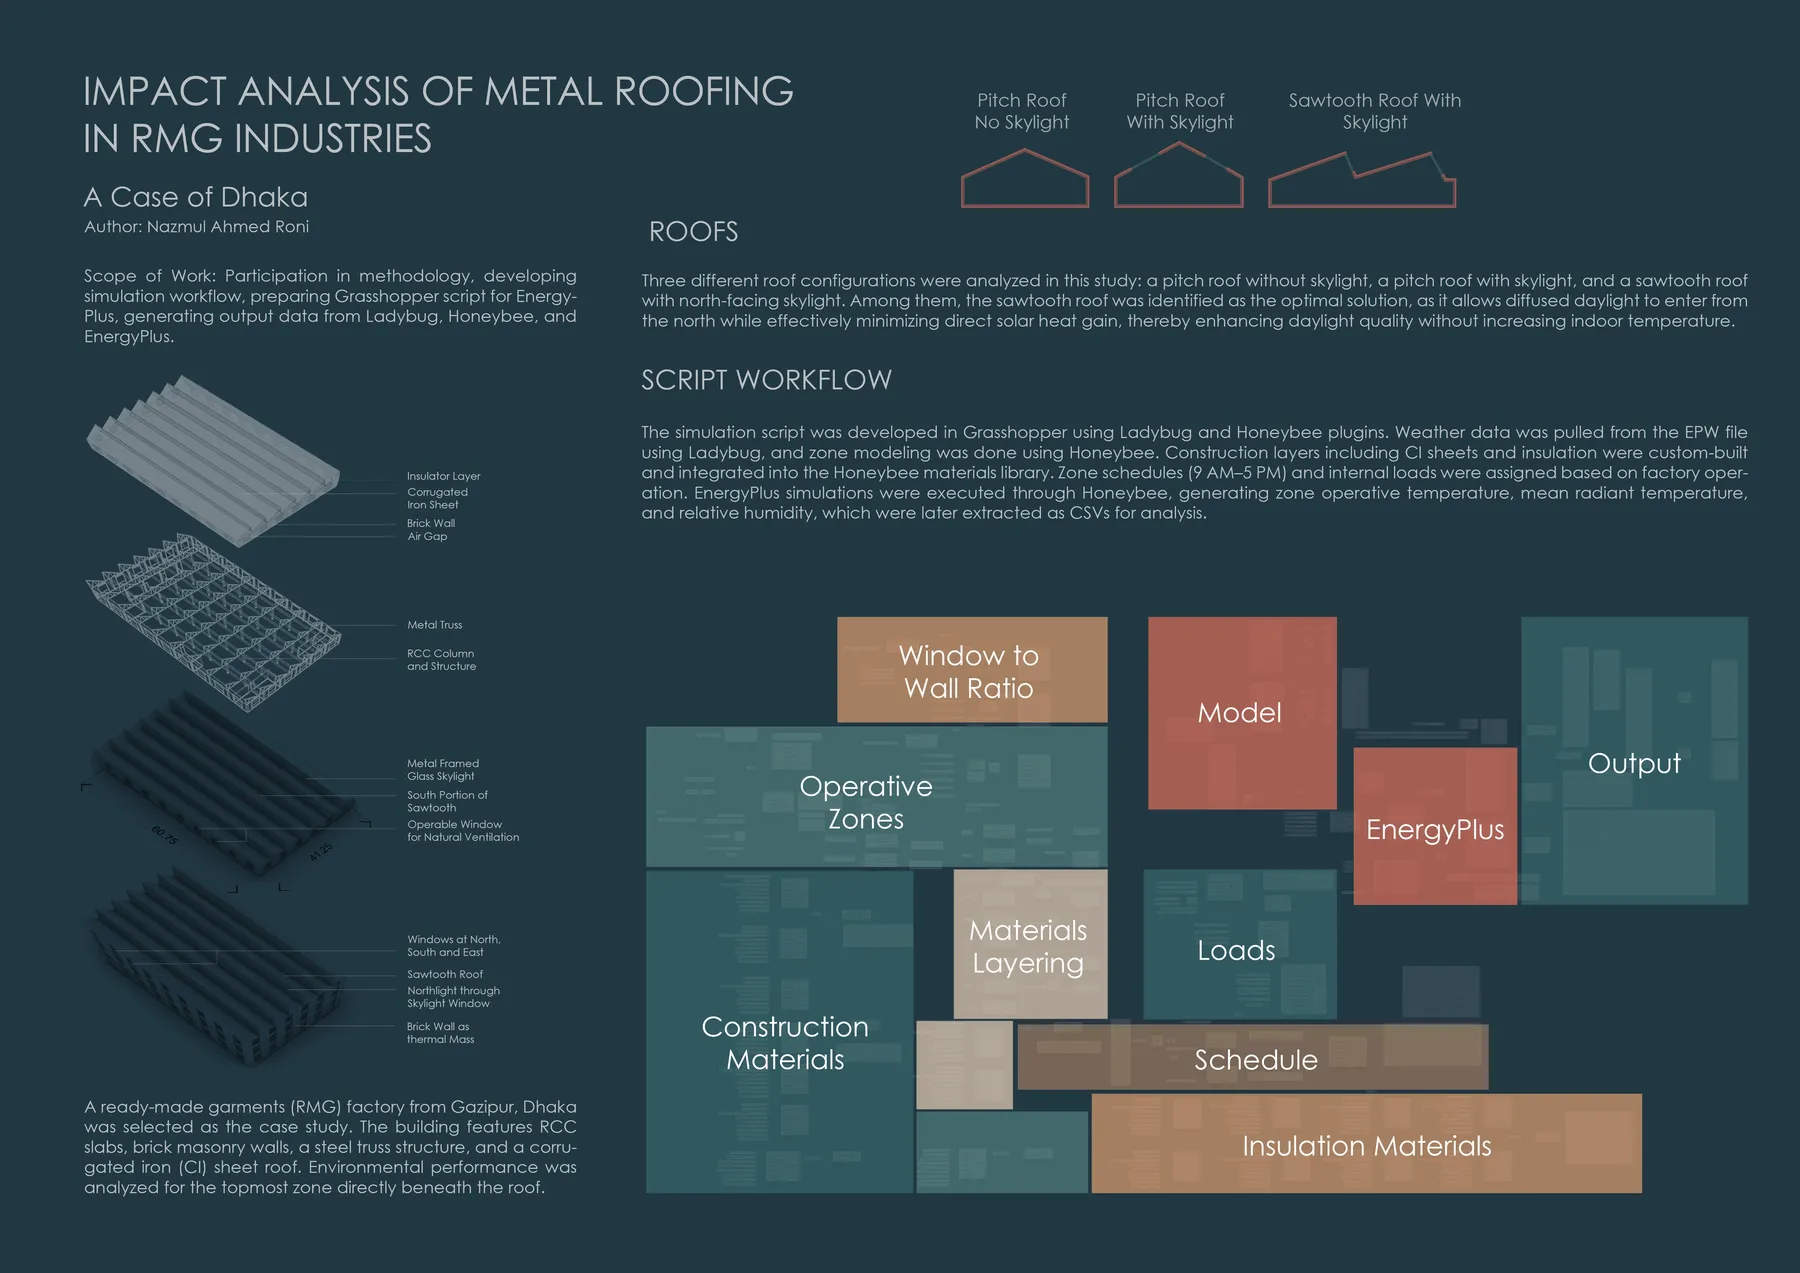 IMPACT ANALYSIS OF METAL ROOFING
IN RMG INDUSTRIES
A Case of Dhaka
Author: Nazmul Ahmed Roni
Scope of Work: Participation in methodology, developing
simulation workflow, preparing Grasshopper script for Energy-
Plus, generating output data from Ladybug, Honeybee, and
EnergyPlus.
Insulator Layer
Corrugated
Iron Sheet
Brick Wall
Air Gap
Metal Truss
RCC Column
and Structure
Metal Framed
Glass Skylight
South Portion of
Sawtooth
Operable Window
for Natural Ventilation
60.75
41.25
Windows at North,
South and East
Sawtooth Roof
Northlight through
Skylight Window
Brick Wall as
thermal Mass
A ready-made garments (RMG) factory from Gazipur, Dhaka
was selected as the case study. The building features RCC
slabs, brick masonry walls, a steel truss structure, and a corru-
gated iron (CI) sheet roof. Environmental performance was
analyzed for the topmost zone directly beneath the roof.
Pitch Roof
No Skylight
Pitch Roof
With Skylight
Sawtooth Roof With
Skylight
ROOFS
Three different roof configurations were analyzed in this study: a pitch roof without skylight, a pitch roof with skylight, and a sawtooth roof
with north-facing skylight. Among them, the sawtooth roof was identified as the optimal solution, as it allows diffused daylight to enter from
the north while effectively minimizing direct solar heat gain, thereby enhancing daylight quality without increasing indoor temperature.
SCRIPT WORKFLOW
The simulation script was developed in Grasshopper using Ladybug and Honeybee plugins. Weather data was pulled from the EPW file
using Ladybug, and zone modeling was done using Honeybee. Construction layers including CI sheets and insulation were custom-built
and integrated into the Honeybee materials library. Zone schedules (9 AM–5 PM) and internal loads were assigned based on factory oper-
ation. EnergyPlus simulations were executed through Honeybee, generating zone operative temperature, mean radiant temperature,
and relative humidity, which were later extracted as CSVs for analysis.
Window to
Wall Ratio
Model
Output
Operative
Zones
EnergyPlus
Materials
Layering
Loads
Construction
Materials
Schedule
Insulation Materials